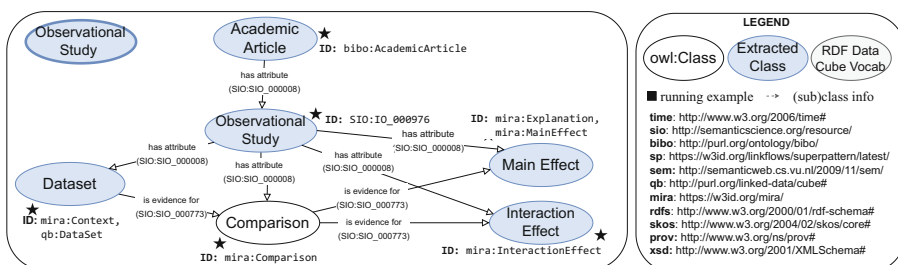 Observational
Study
Academic
Article
ID: bibo:AcademicArticle
has attribute
(SIO:SIO_000008)
Observational
Study
ID: SIO:IO_000976
ID: mira:Explanation,
mira:MainEffect
has attribute
(SIO:SIO_000008)
has attribute
(SIO:SIO_000008)
has attribute
(SIO:SIO_000008)
has attribute
(SIO:SIO_000008)
Main Effect
Dataset
ID: mira:Context,
qb:DataSet
is evidence for
(SIO:SIO_000773)
is evidence for
(SIO:SIO_000773)
Comparison
ID: mira:Comparison
is evidence for
(SIO:SIO_000773)
Interaction
Effect
ID: mira:InteractionEffect
LEGEND
owl:Class
Extracted
Class
RDF Data
Cube Vocab
running example
(sub)class info
time: http://www.w3.org/2006/time#
sio: http://semanticscience.org/resource/
bibo: http://purl.org/ontology/bibo/
sp: https://w3id.org/linkflows/superpattern/latest/
sem: http://semanticweb.cs.vu.nl/2009/11/sem/
qb: http://purl.org/linked-data/cube#
mira: https://w3id.org/mira/
rdfs: http://www.w3.org/2000/01/rdf-schema#
skos: http://www.w3.org/2004/02/skos/core#
prov: http://www.w3.org/ns/prov#
xsd: http://www.w3.org/2001/XMLSchema#